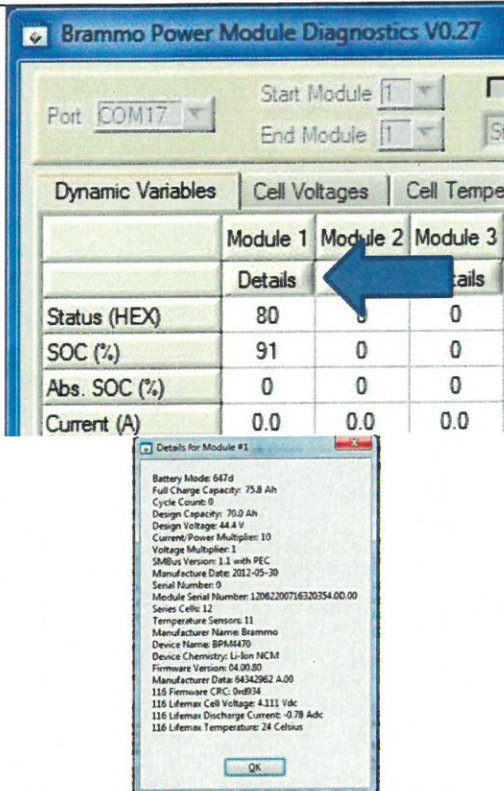 Brammo Power Module Diagnostics V0.27
Port COM17 Start Module 1
End Module 1
Dynamic Variables Cell Voltages Cell Tempe
Module 1 Module 2 Module 3
Details ails
Status (HEX) 80 0 0
SOC (%) 91 0 0
Abs. SOC (%) 0 0 0
Current (A) 0.0 0.0 0.0
Details for Module #1
Battery Mode: 647d
Full Charge Capacity: 75.8 Ah
Cycle Count: 0
Design Capacity: 70.0 Ah
Design Voltage: 44.4 V
Current/Power Multiplier: 10
Voltage Multiplier: 1
SMBus Version: 1.1 with PEC
Manufacture Date: 2012-05-30
Serial Number: 0
Module Serial Number: 12062200716320354.0D.00
Series Cells: 12
Temperature Sensors: 11
Manufacturer Name: Brammo
Device Name: BPM4470
Device Chemistry: Li-Ion NCM
Firmware Version: 04.00.80
Manufacturer Data: 64342962 A.00
116 Firmware CRC: 0xd934
116 Lifemax Cell Voltage: 4.111 Vdc
116 Lifemax Discharge Current: -0.78 Adc
116 Lifemax Temperature: 24 Celsius
OK